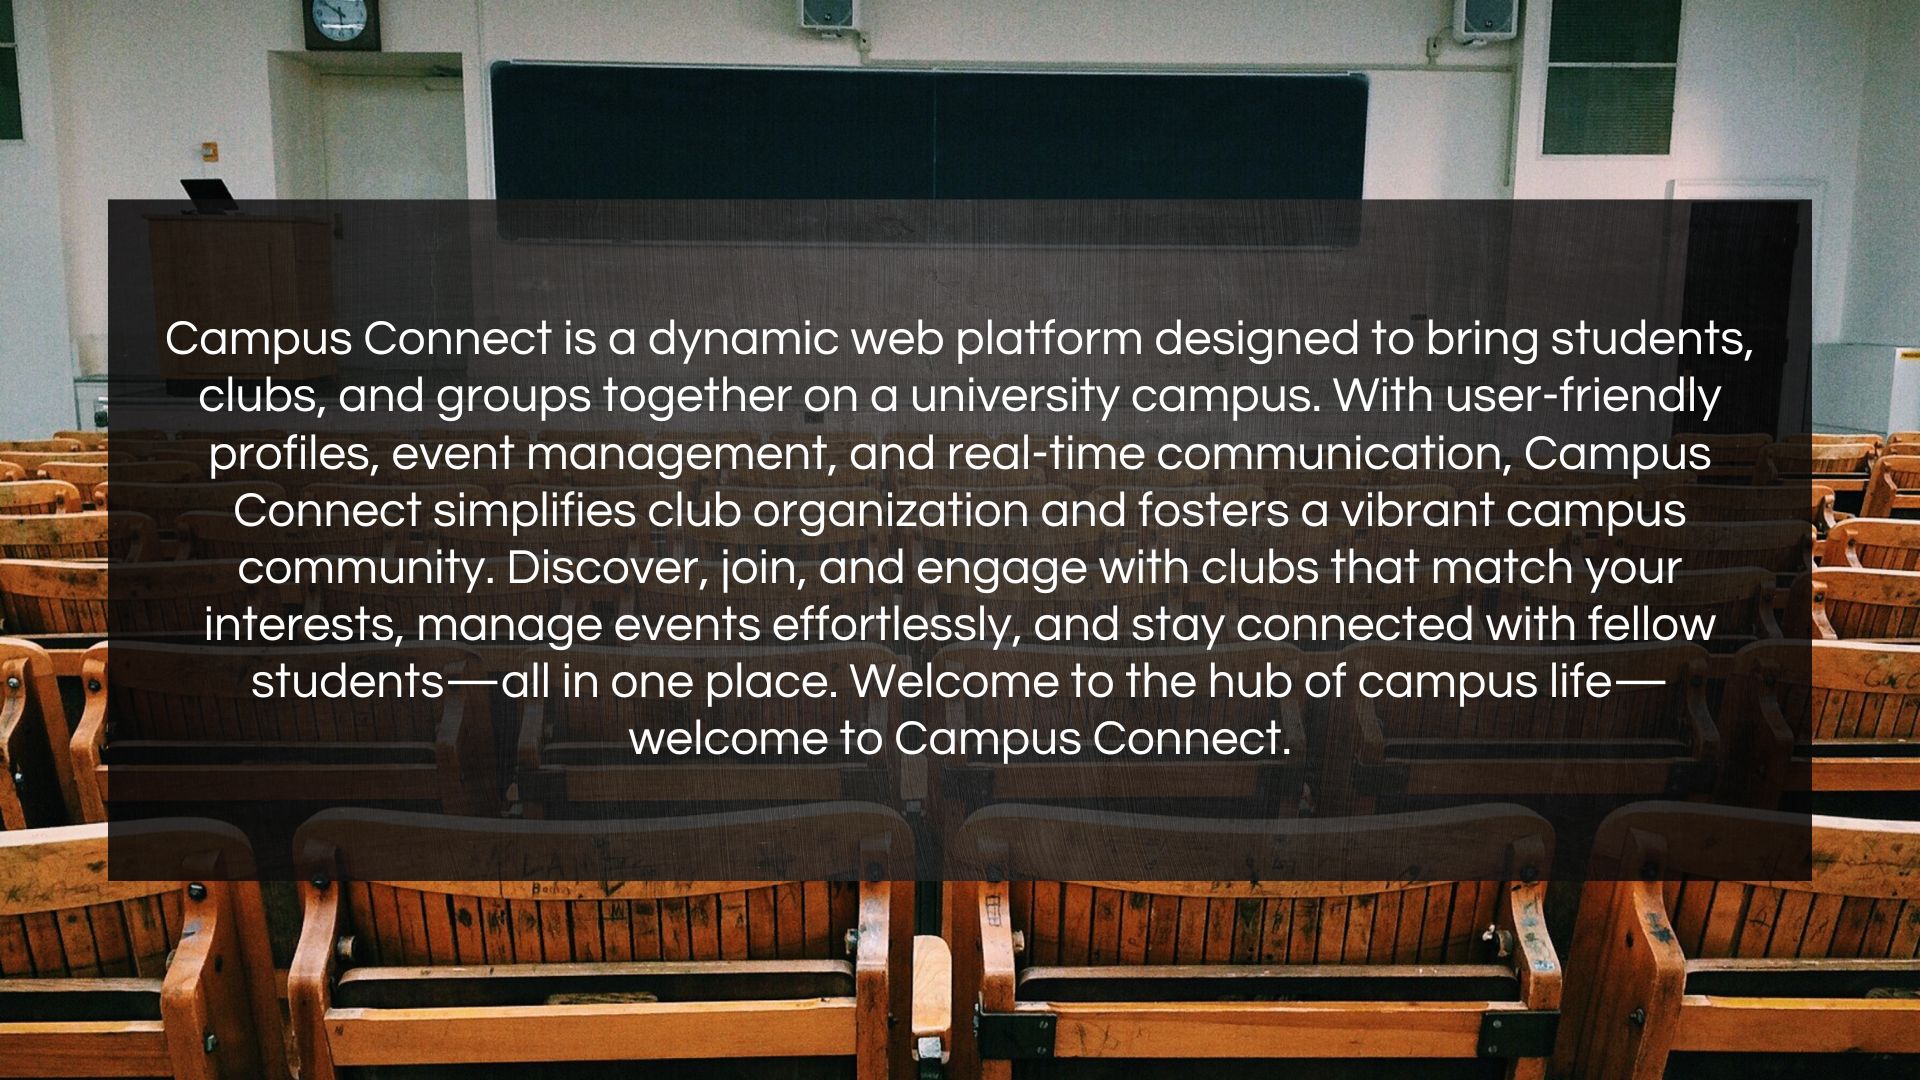 Campus Connect is a dynamic web platform designed to bring students,
clubs, and groups together on a university campus. With user-friendly
profiles, event management, and real-time communication, Campus
Connect simplifies club organization and fosters a vibrant campus
community. Discover, join, and engage with clubs that match your
interests, manage events effortlessly, and stay connected with fellow
students—all in one place. Welcome to the hub of campus life—
welcome to Campus Connect.